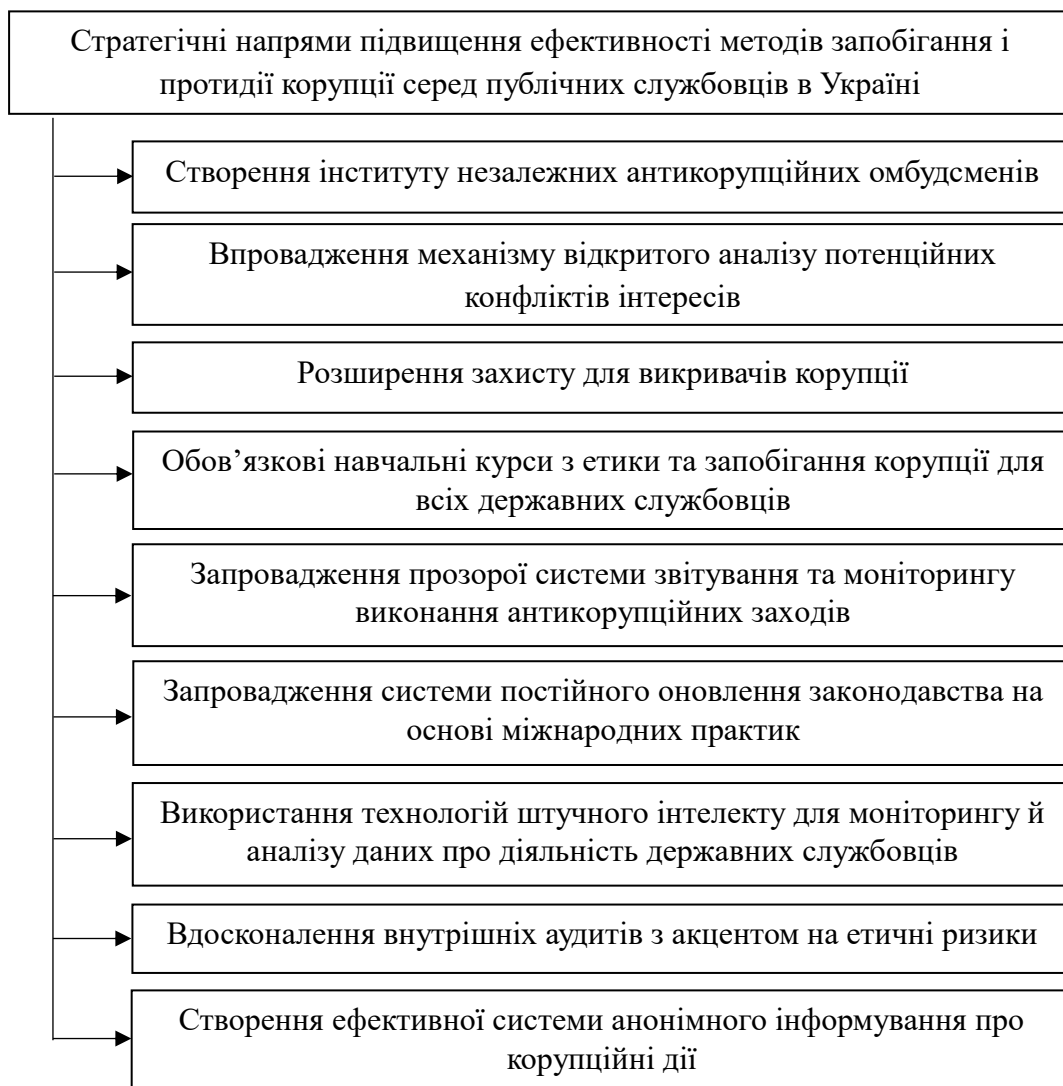 Стратегічні напрями підвищення ефективності методів запобігання і
протидії корупції серед публічних службовців в Україні
Створення інституту незалежних антикорупційних омбудсменів
Впровадження механізму відкритого аналізу потенційних
конфліктів інтересів
Розширення захисту для викривачів корупції
Обов’язкові навчальні курси з етики та запобігання корупції для
всіх державних службовців
Запровадження прозорої системи звітування та моніторингу
виконання антикорупційних заходів
Запровадження системи постійного оновлення законодавства на
основі міжнародних практик
Використання технологій штучного інтелекту для моніторингу й
аналізу даних про діяльність державних службовців
Вдосконалення внутрішніх аудитів з акцентом на етичні ризики
Створення ефективної системи анонімного інформування про
корупційні дії